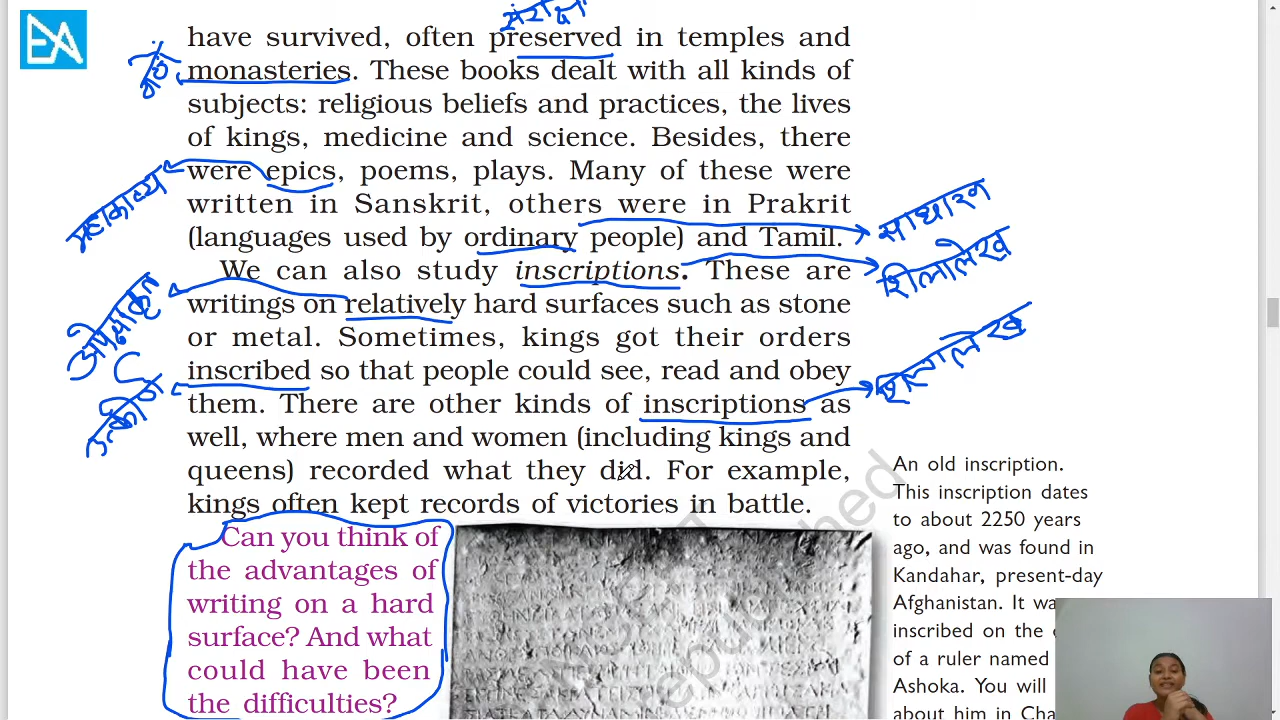 EA
संरक्षा
have survived, often preserved in temples and
मठ
monasteries. These books dealt with all kinds of
subjects: religious beliefs and practices, the lives
of kings, medicine and science. Besides, there
were epics, poems, plays. Many of these were
महाकाव्य
written in Sanskrit, others were in Prakrit
साधारण
(languages used by ordinary people) and Tamil.
We can also study inscriptions. These are
शिलालेख
writings on relatively hard surfaces such as stone
or metal. Sometimes, kings got their orders
inscribed so that people could see, read and obey
शिलालेख
them. There are other kinds of inscriptions as
well, where men and women (including kings and
queens) recorded what they did. For example,
kings often kept records of victories in battle.
Can you think of
the advantages of
writing on a hard
surface? And what
could have been
the difficulties?
An old inscription.
This inscription dates
to about 2250 years
ago, and was found in
Kandahar, present-day
Afghanistan. It
inscribed on the
of a ruler named
Ashoka. You will
about him in